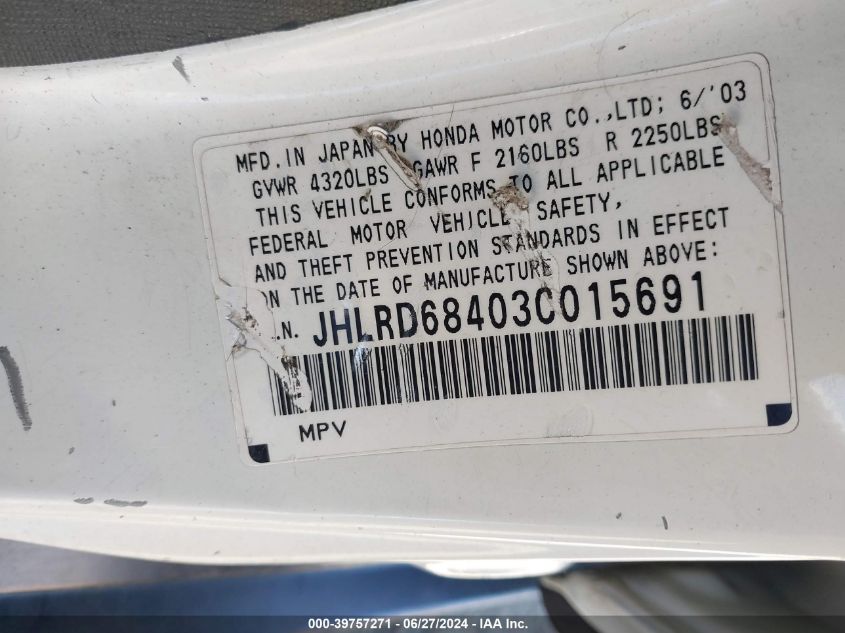 MFD.IN JAPAN BY HONDA MOTOR CO.,LTD; 6/'03
GVWR 4320LBS GAWR F 2160LBS R 2250LBS
THIS VEHICLE CONFORMS TO ALL APPLICABLE
FEDERAL MOTOR VEHICLE SAFETY,
AND THEFT PREVENTION STANDARDS IN EFFECT
ON THE DATE OF MANUFACTURE SHOWN ABOVE:
.N. JHLRD68403C015691
MPV
000-39757271 - 06/27/2024 - IAA Inc.